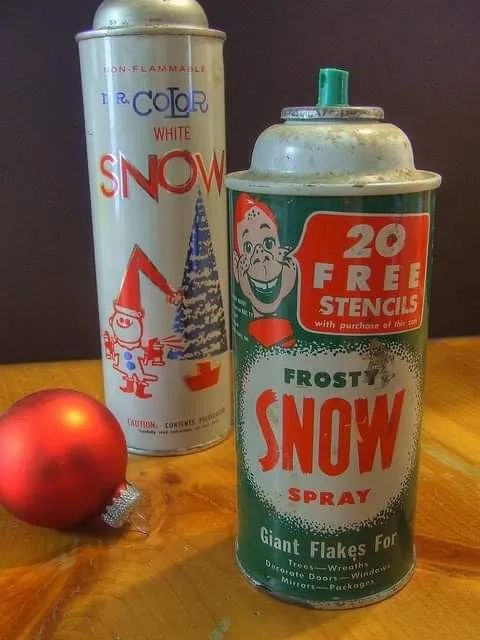 NON-FLAMMABLE
DR. COLOR
WHITE
SNOW
CAUTION: CONTENTS
20
FREE
STENCILS
with purchase of this can
FROSTY
SNOW
SPRAY
Giant Flakes For
Trees—Wreaths
Decorate Doors—Windows
Mirrors—Packages